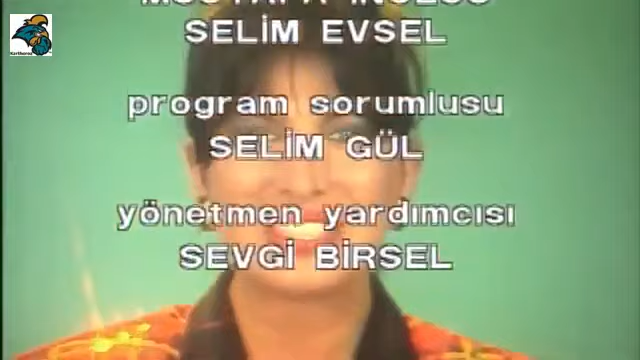 SELİM EVSEL
program sorumlusu
SELİM GÜL
yönetmen yardımcısı
SEVGİ BİRSEL